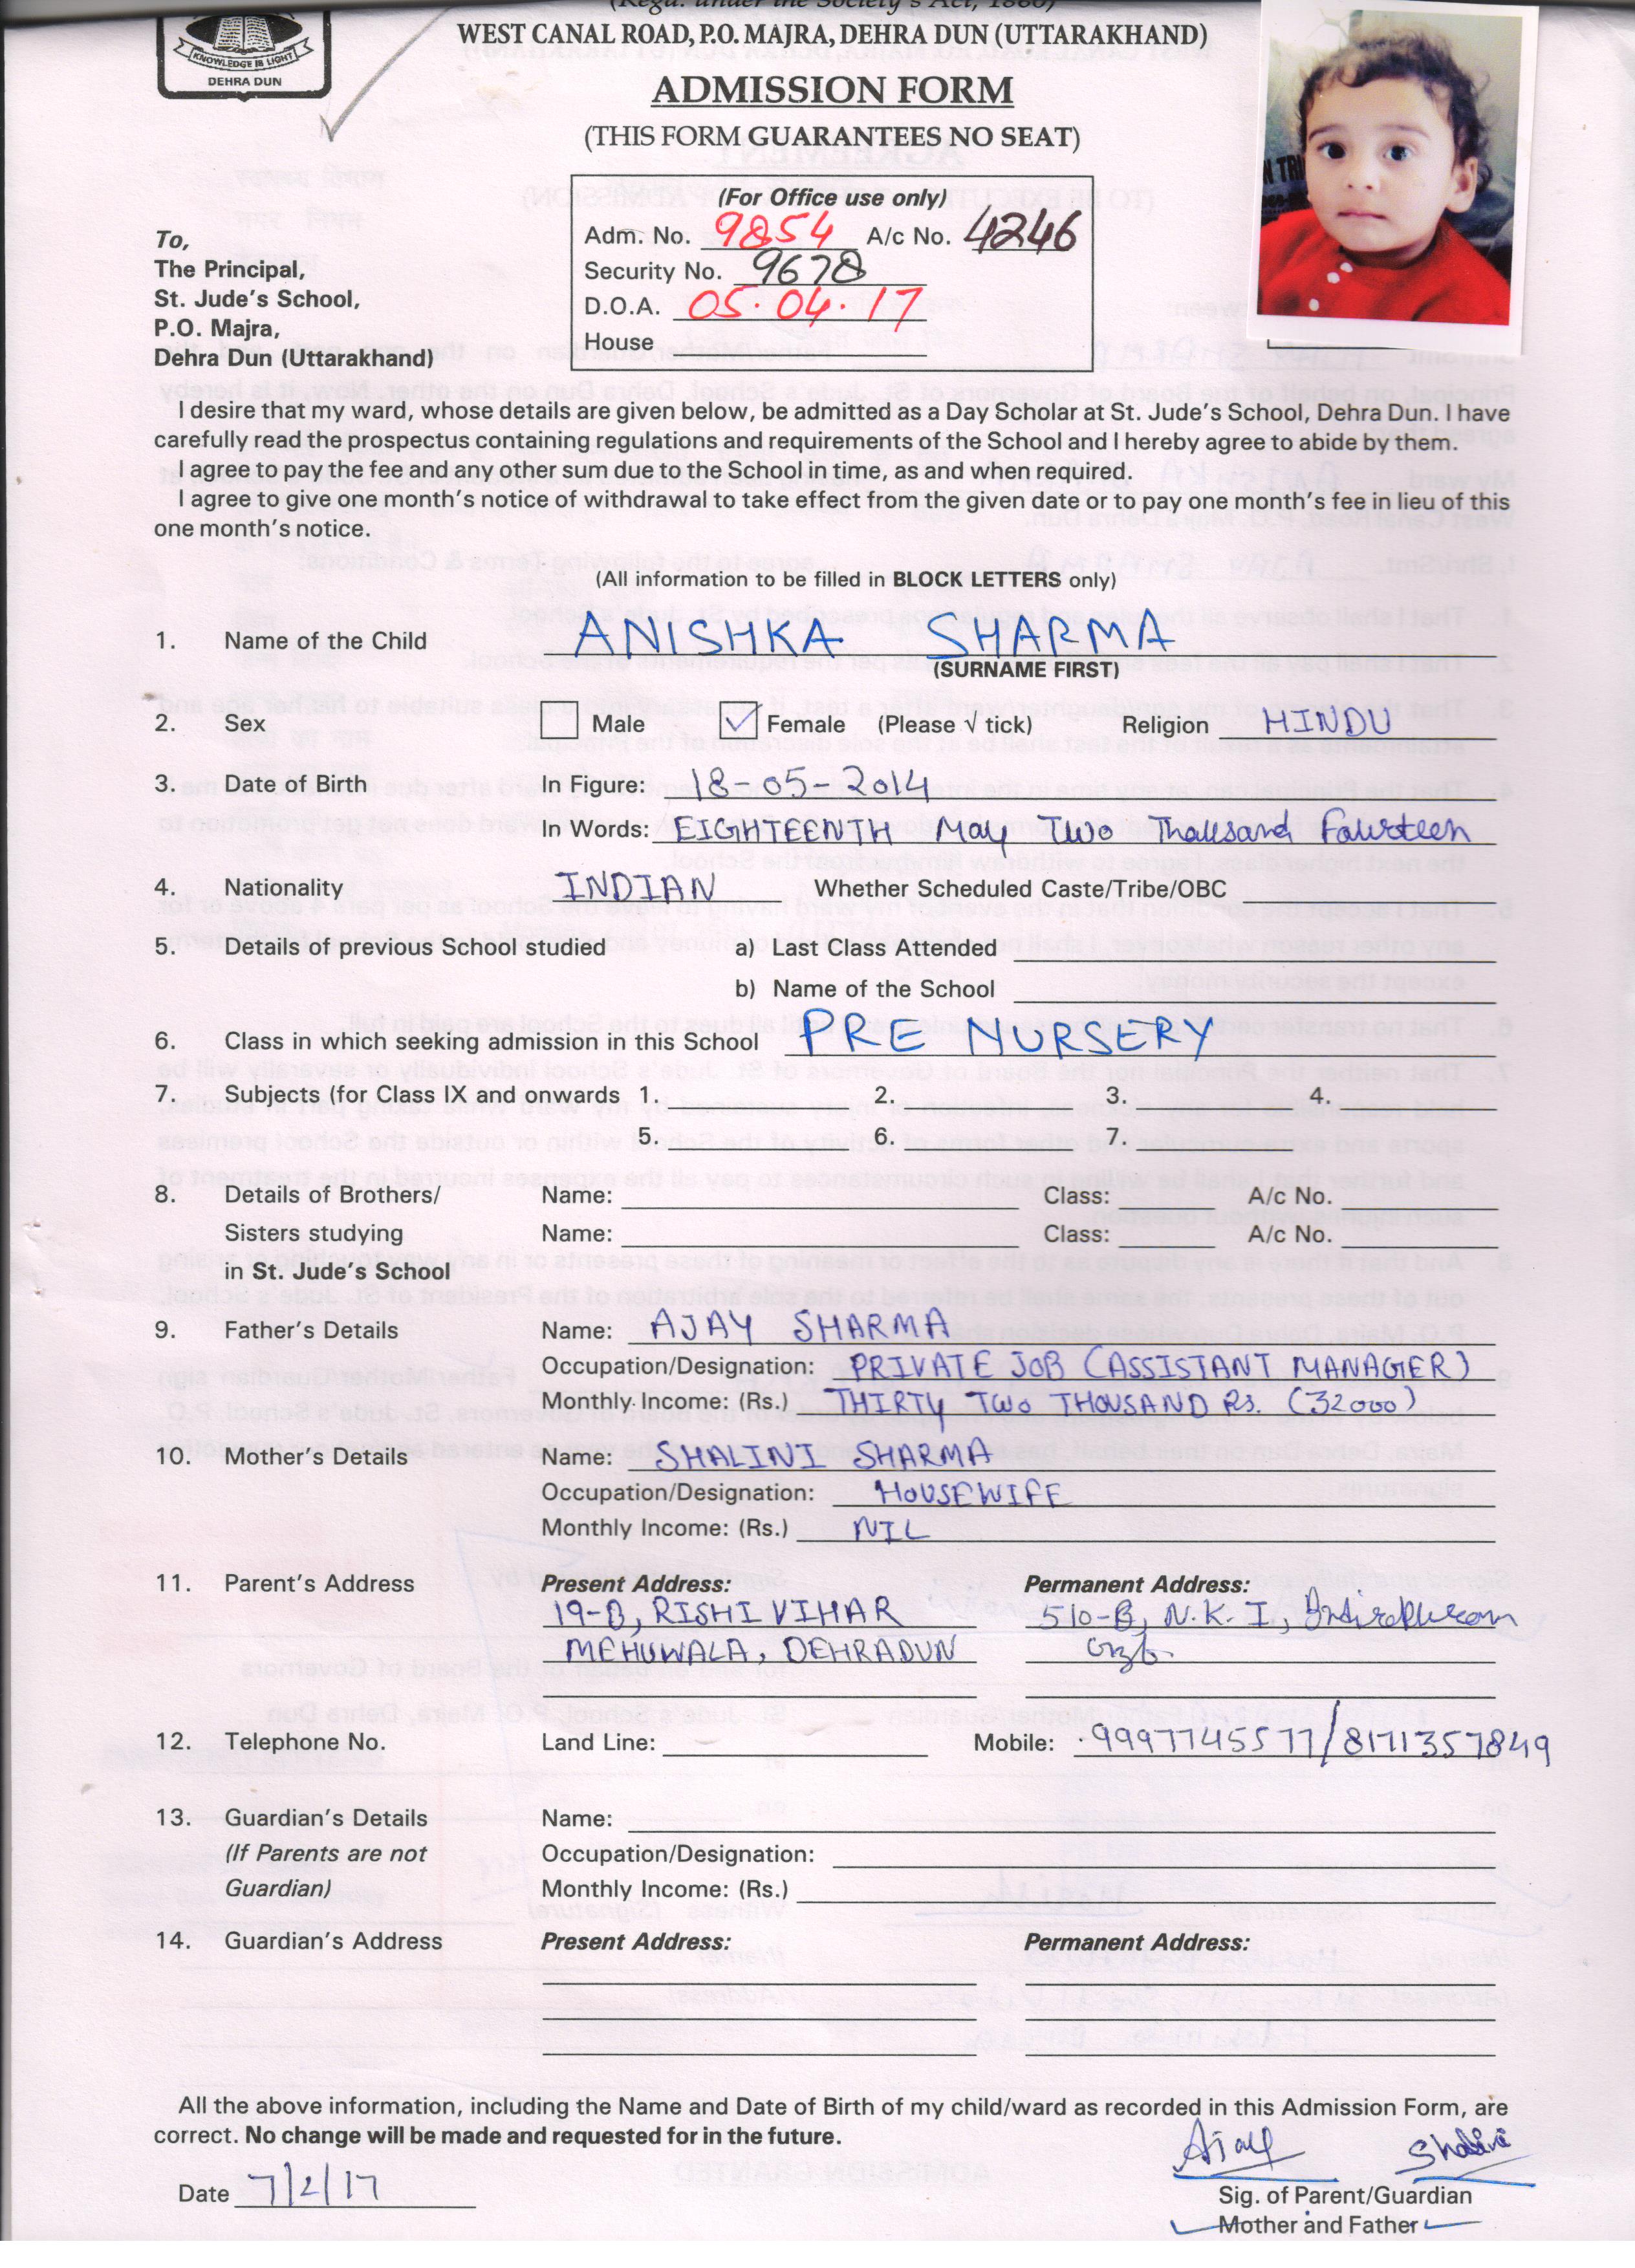 (Regd. under the Society's Act, 1860)
WEST CANAL ROAD, P.O. MAJRA, DEHRA DUN (UTTARAKHAND)
KNOWLEDGE IS LIGHT
DEHRA DUN
ADMISSION FORM
(THIS FORM GUARANTEES NO SEAT)
(For Office use only)
Adm. No. 9854 A/c No. 4246
Security No. 9678
D.O.A. 05.04.17
House
To,
The Principal,
St. Jude's School,
P.O. Majra,
Dehra Dun (Uttarakhand)
I desire that my ward, whose details are given below, be admitted as a Day Scholar at St. Jude's School, Dehra Dun. I have
carefully read the prospectus containing regulations and requirements of the School and I hereby agree to abide by them.
I agree to pay the fee and any other sum due to the School in time, as and when required.
I agree to give one month's notice of withdrawal to take effect from the given date or to pay one month's fee in lieu of this
one month's notice.
(All information to be filled in BLOCK LETTERS only)
1. Name of the Child ANISHKA SHARMA
(SURNAME FIRST)
2. Sex Male ✓ Female (Please √ tick) Religion HINDU
3. Date of Birth In Figure: 18-05-2014
In Words: EIGHTEENTH May Two Thousand Fourteen
4. Nationality INDIAN Whether Scheduled Caste/Tribe/OBC
5. Details of previous School studied a) Last Class Attended
b) Name of the School
6. Class in which seeking admission in this School PRE NURSERY
7. Subjects (for Class IX and onwards 1. 2. 3. 4.
5. 6. 7.
8. Details of Brothers/ Name: Class: A/c No.
Sisters studying Name: Class: A/c No.
in St. Jude's School
9. Father's Details Name: AJAY SHARMA
Occupation/Designation: PRIVATE JOB (ASSISTANT MANAGER)
Monthly Income: (Rs.) THIRTY TWO THOUSAND Rs. (32000)
10. Mother's Details Name: SHALINI SHARMA
Occupation/Designation: HOUSEWIFE
Monthly Income: (Rs.) NIL
11. Parent's Address Present Address: Permanent Address:
19-B, RISHI VIHAR 510-B, N.K.I, Indirapuram
MEHUWALA, DEHRADUN Gzb
12. Telephone No. Land Line: Mobile: 9997745577/8171357849
13. Guardian's Details Name:
(If Parents are not Occupation/Designation:
Guardian) Monthly Income: (Rs.)
14. Guardian's Address Present Address: Permanent Address:
All the above information, including the Name and Date of Birth of my child/ward as recorded in this Admission Form, are
correct. No change will be made and requested for in the future.
Ajay Shalini
Date 7/2/17
Sig. of Parent/Guardian
Mother and Father